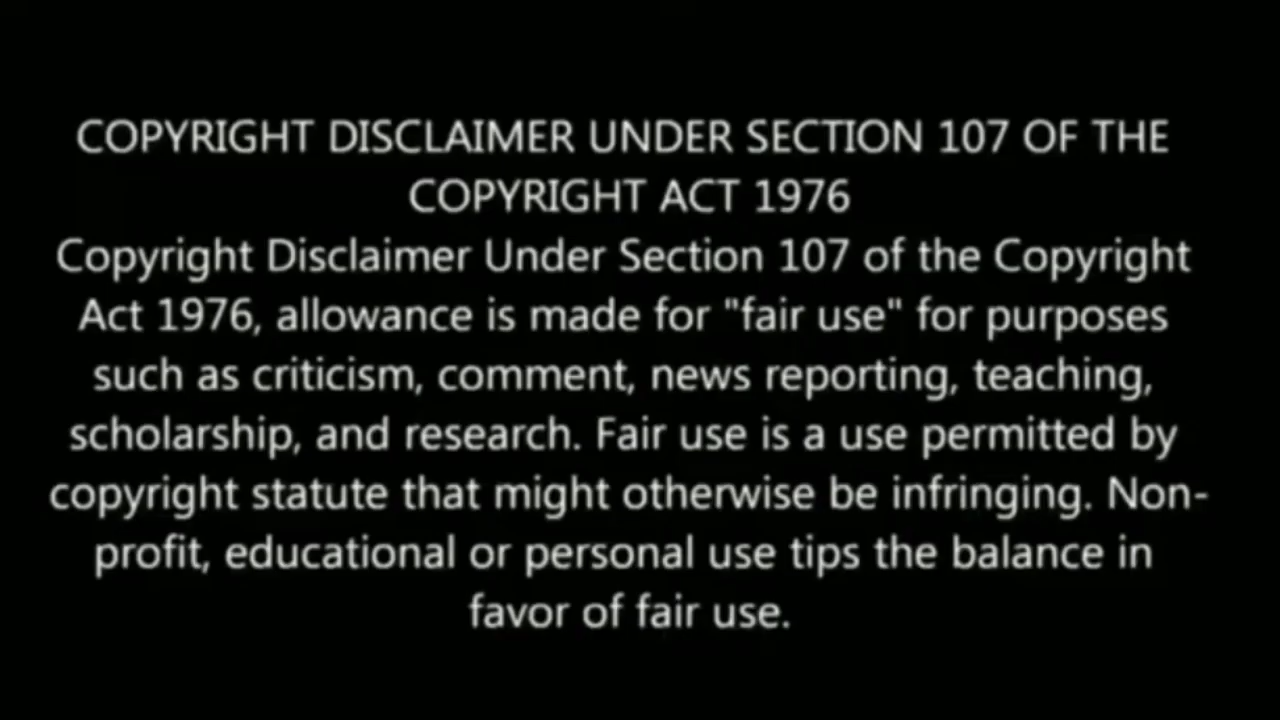 COPYRIGHT DISCLAIMER UNDER SECTION 107 OF THE
COPYRIGHT ACT 1976
Copyright Disclaimer Under Section 107 of the Copyright
Act 1976, allowance is made for "fair use" for purposes
such as criticism, comment, news reporting, teaching,
scholarship, and research. Fair use is a use permitted by
copyright statute that might otherwise be infringing. Non-
profit, educational or personal use tips the balance in
favor of fair use.